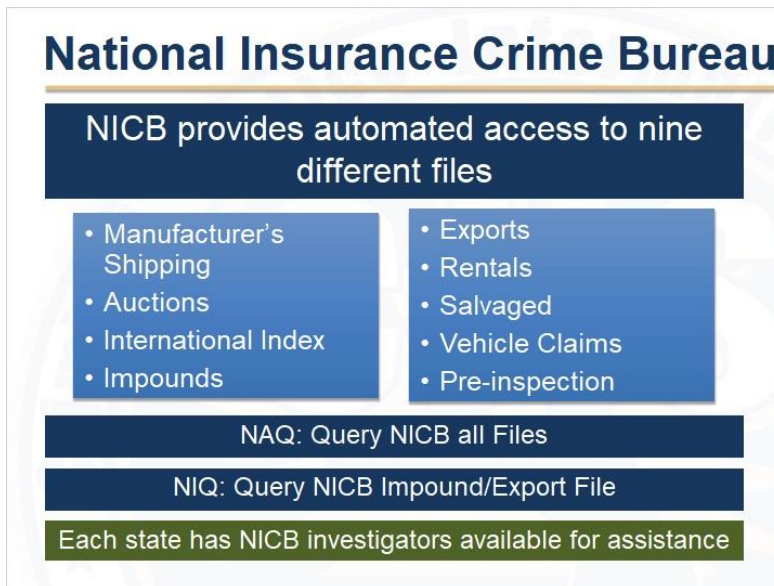 National Insurance Crime Bureau
NICB provides automated access to nine
different files
• Manufacturer's
Shipping
• Auctions
• International Index
• Impounds
• Exports
• Rentals
• Salvaged
• Vehicle Claims
• Pre-inspection
NAQ: Query NICB all Files
NIQ: Query NICB Impound/Export File
Each state has NICB investigators available for assistance